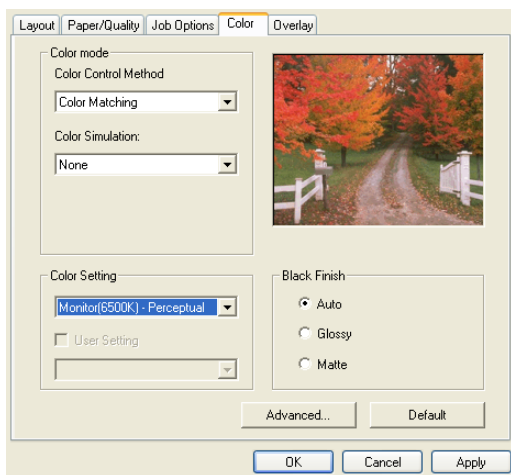 Layout Paper/Quality Job Options Color Overlay
Color mode
Color Control Method
Color Matching
Color Simulation:
None
Color Setting
Monitor(6500K) - Perceptual
User Setting
Black Finish
Auto
Glossy
Matte
Advanced... Default
OK Cancel Apply